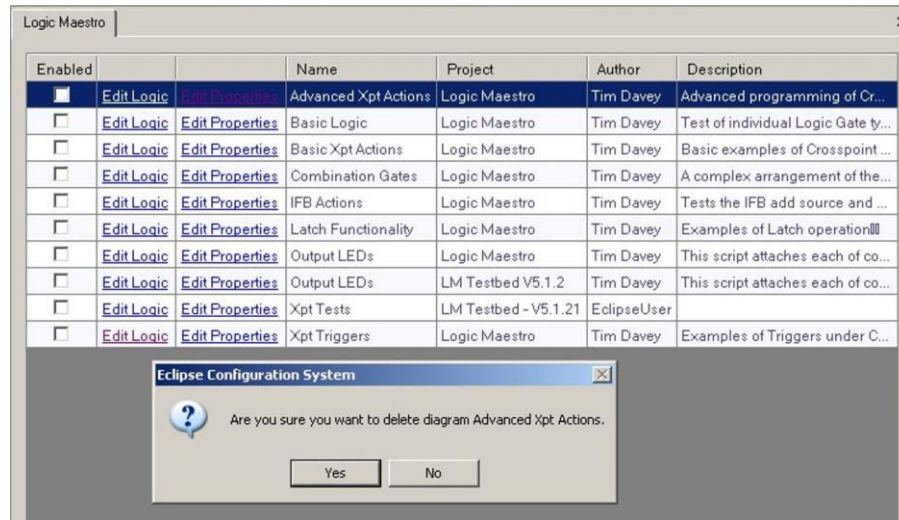 Logic Maestro
Enabled Name Project Author Description
Edit Logic Edit Properties Advanced Xpt Actions Logic Maestro Tim Davey Advanced programming of Cr...
Edit Logic Edit Properties Basic Logic Logic Maestro Tim Davey Test of individual Logic Gate ty...
Edit Logic Edit Properties Basic Xpt Actions Logic Maestro Tim Davey Basic examples of Crosspoint ...
Edit Logic Edit Properties Combination Gates Logic Maestro Tim Davey A complex arrangement of the...
Edit Logic Edit Properties IFB Actions Logic Maestro Tim Davey Tests the IFB add source and ...
Edit Logic Edit Properties Latch Functionality Logic Maestro Tim Davey Examples of Latch operation
Edit Logic Edit Properties Output LEDs Logic Maestro Tim Davey This script attaches each of co...
Edit Logic Edit Properties Output LEDs LM Testbed V5.1.2 Tim Davey This script attaches each of co...
Edit Logic Edit Properties Xpt Tests LM Testbed - V5.1.21 EclipseUser
Edit Logic Edit Properties Xpt Triggers Logic Maestro Tim Davey Examples of Triggers under C...
Eclipse Configuration System
Are you sure you want to delete diagram Advanced Xpt Actions.
Yes No